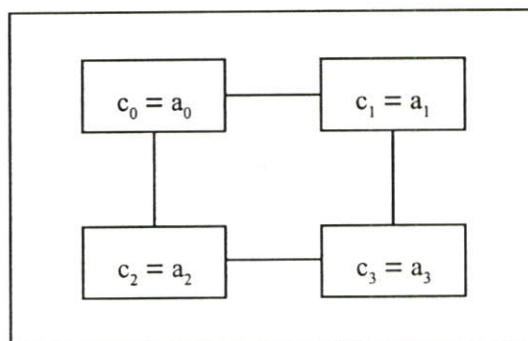 c₀ = a₀
c₁ = a₁
c₂ = a₂
c₃ = a₃